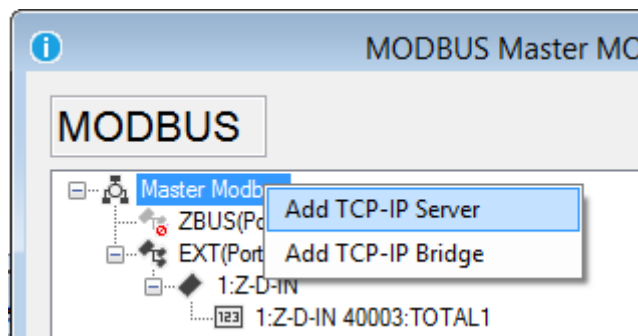 MODBUS Master MO
MODBUS
Master Modb
Add TCP-IP Server
ZBUS(Po
EXT(Port
Add TCP-IP Bridge
1:Z-D-IN
123 1:Z-D-IN 40003:TOTAL1